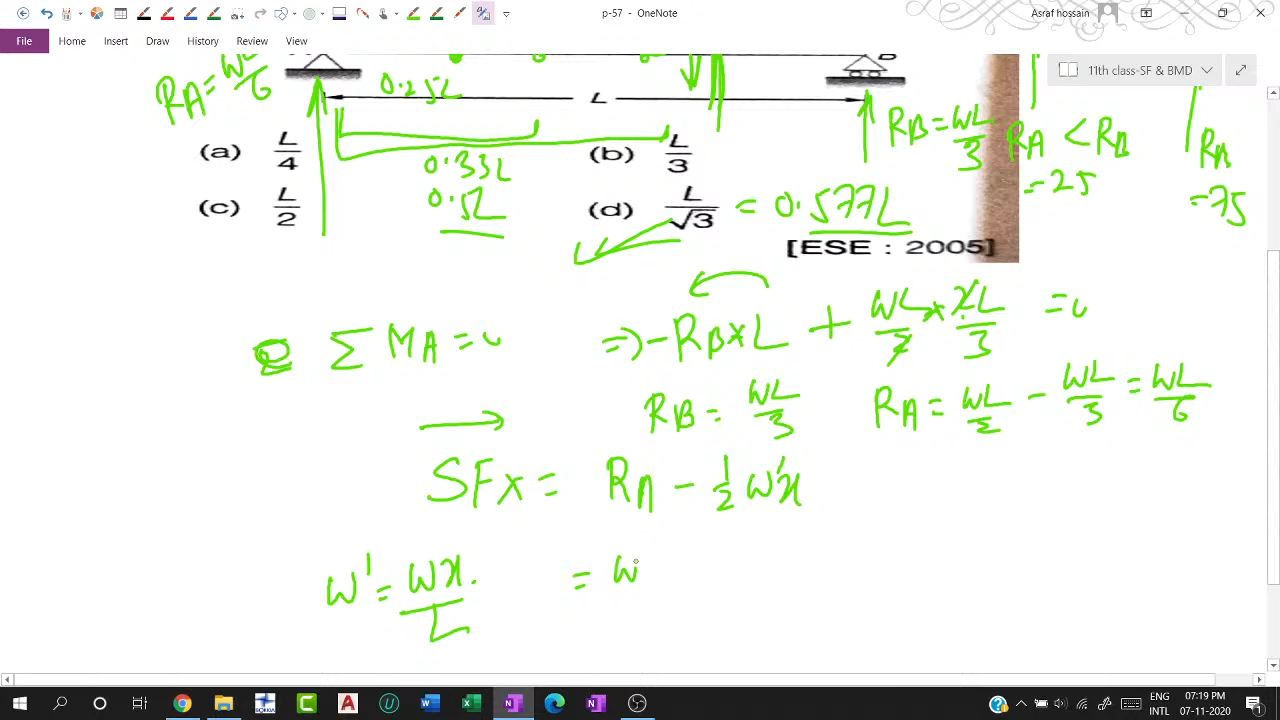 p-57 - OneNote
Asraf hossain
File Home Insert Draw History Review View
11th class-SF & BMD
RA = WL/6
0.25L
L
RB = WL/3
RA < RB
= 25
= 75
(a) L/4
0.33L
(b) L/3
(c) L/2
0.5L
(d) L/√3 = 0.577L
[ESE : 2005]
∑ MA = 0 ⇒ -RB×L + WL/2 × 2L/3 = 0
RB = WL/3 RA = WL/2 - WL/3 = WL/6
SFx = RA - 1/2 W'x
W' = Wx/L = W
ENG 07:19 PM
INTL 07-11-2020